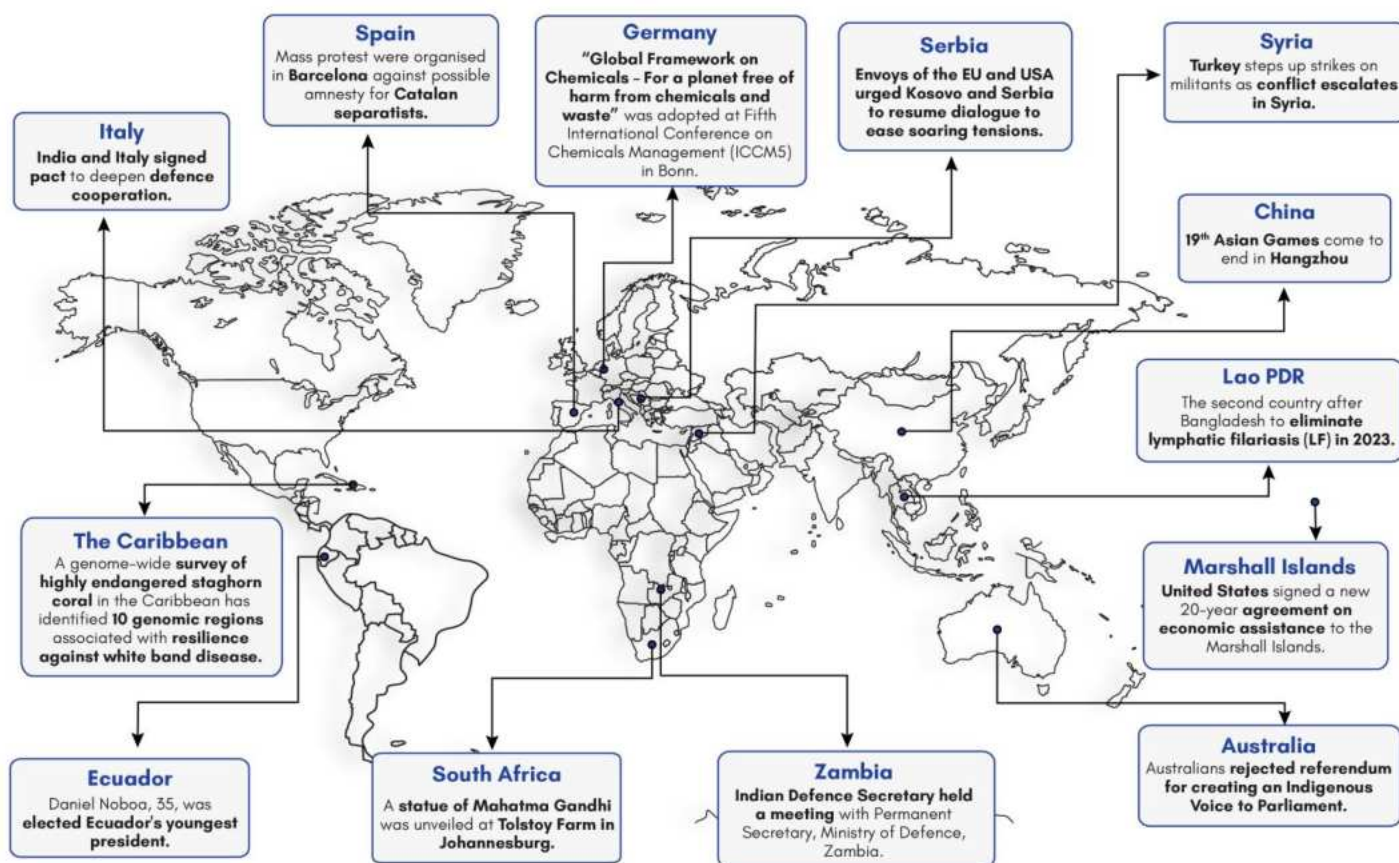 Spain
Mass protest were organised
in Barcelona against possible
amnesty for Catalan
separatists.
Germany
“Global Framework on
Chemicals – For a planet free of
harm from chemicals and
waste” was adopted at Fifth
International Conference on
Chemicals Management (ICCM5)
in Bonn.
Serbia
Envoys of the EU and USA
urged Kosovo and Serbia
to resume dialogue to
ease soaring tensions.
Syria
Turkey steps up strikes on
militants as conflict escalates
in Syria.
Italy
India and Italy signed
pact to deepen defence
cooperation.
China
19th Asian Games come to
end in Hangzhou
Lao PDR
The second country after
Bangladesh to eliminate
lymphatic filariasis (LF) in 2023.
The Caribbean
A genome-wide survey of
highly endangered staghorn
coral in the Caribbean has
identified 10 genomic regions
associated with resilience
against white band disease.
Marshall Islands
United States signed a new
20-year agreement on
economic assistance to the
Marshall Islands.
Ecuador
Daniel Noboa, 35, was
elected Ecuador's youngest
president.
South Africa
A statue of Mahatma Gandhi
was unveiled at Tolstoy Farm in
Johannesburg.
Zambia
Indian Defence Secretary held
a meeting with Permanent
Secretary, Ministry of Defence,
Zambia.
Australia
Australians rejected referendum
for creating an Indigenous
Voice to Parliament.